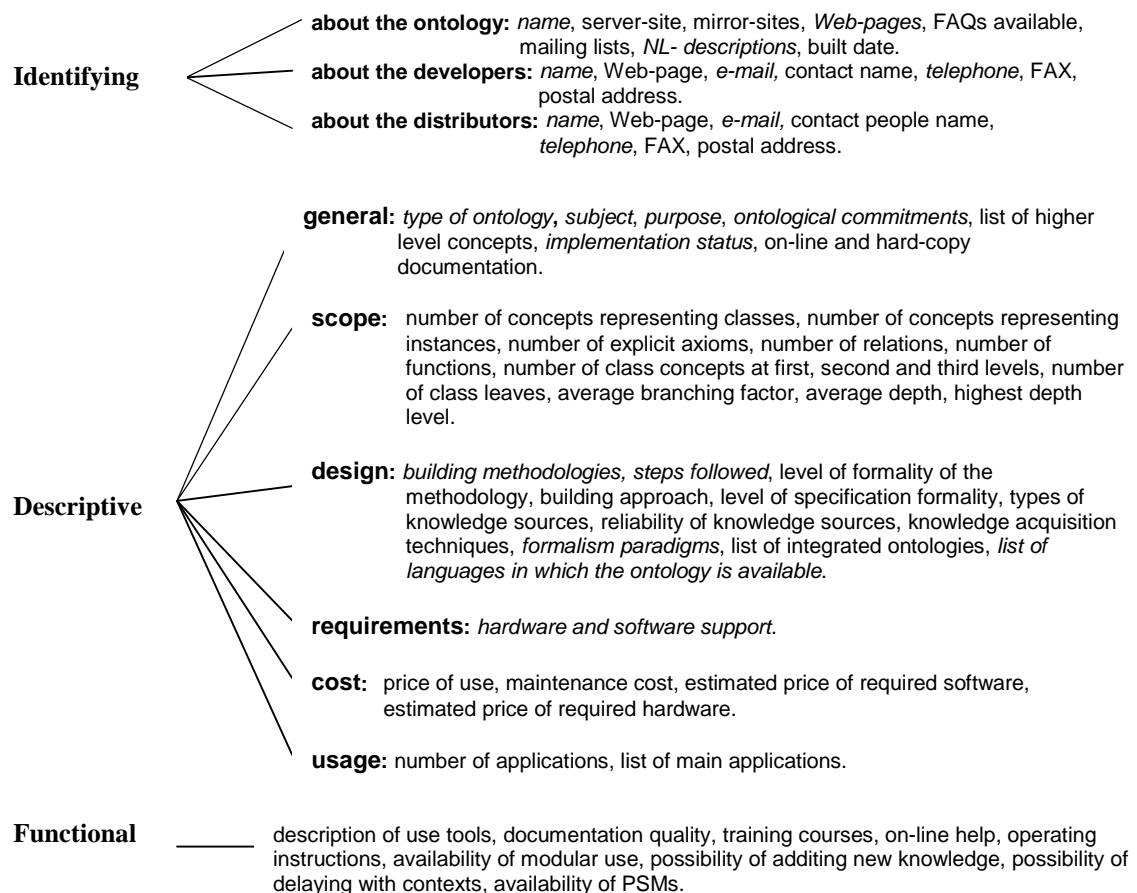 about the ontology: name, server-site, mirror-sites, Web-pages, FAQs available,
mailing lists, NL- descriptions, built date.
Identifying
about the developers: name, Web-page, e-mail, contact name, telephone, FAX,
postal address.
about the distributors: name, Web-page, e-mail, contact people name,
telephone, FAX, postal address.
general: type of ontology, subject, purpose, ontological commitments, list of higher
level concepts, implementation status, on-line and hard-copy
documentation.
scope: number of concepts representing classes, number of concepts representing
instances, number of explicit axioms, number of relations, number of
functions, number of class concepts at first, second and third levels, number
of class leaves, average branching factor, average depth, highest depth
level.
design: building methodologies, steps followed, level of formality of the
Descriptive
methodology, building approach, level of specification formality, types of
knowledge sources, reliability of knowledge sources, knowledge acquisition
techniques, formalism paradigms, list of integrated ontologies, list of
languages in which the ontology is available.
requirements: hardware and software support.
cost: price of use, maintenance cost, estimated price of required software,
estimated price of required hardware.
usage: number of applications, list of main applications.
Functional
description of use tools, documentation quality, training courses, on-line help, operating
instructions, availability of modular use, possibility of additing new knowledge, possibility of
delaying with contexts, availability of PSMs.